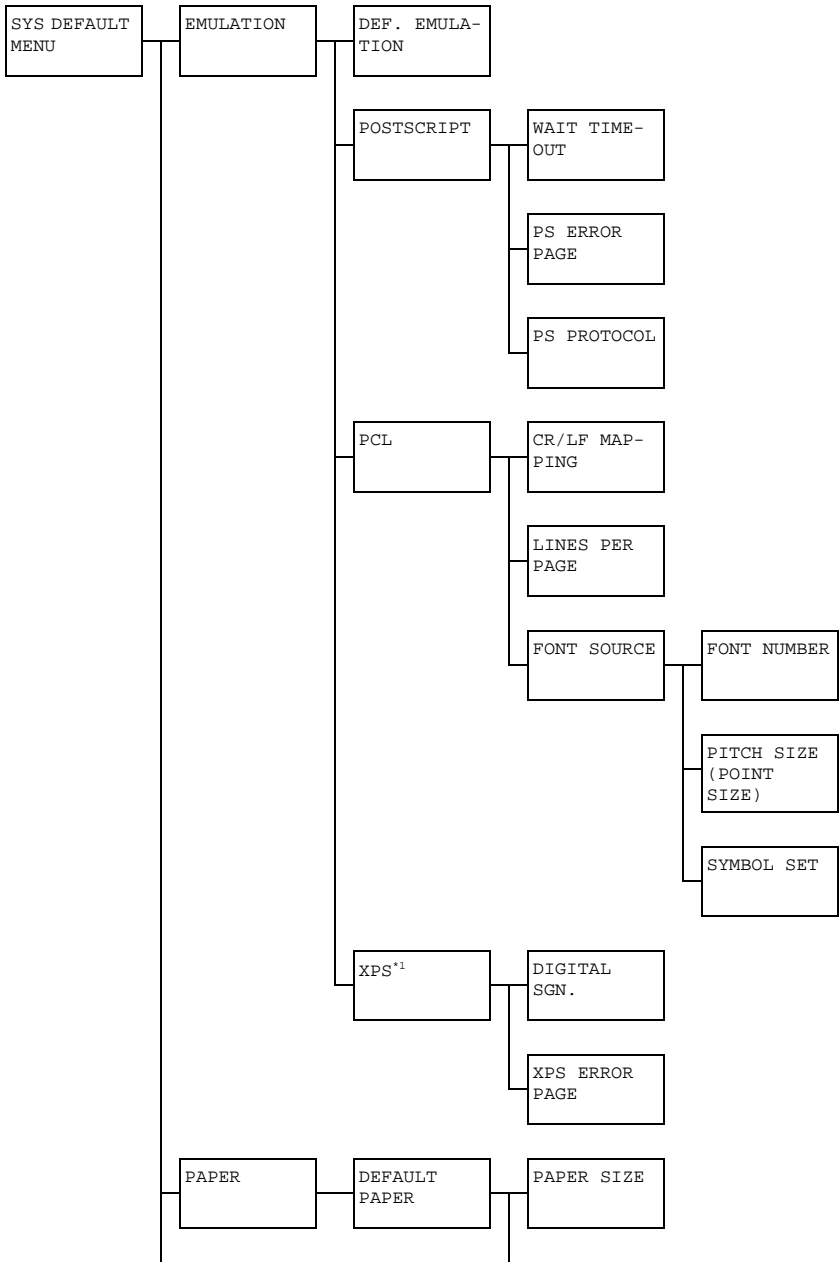 SYS DEFAULT
MENU
EMULATION
DEF. EMULA-
TION
POSTSCRIPT
WAIT TIME-
OUT
PS ERROR
PAGE
PS PROTOCOL
PCL
CR/LF MAP-
PING
LINES PER
PAGE
FONT SOURCE
FONT NUMBER
PITCH SIZE
(POINT
SIZE)
SYMBOL SET
XPS*1
DIGITAL
SGN.
XPS ERROR
PAGE
PAPER
DEFAULT
PAPER
PAPER SIZE